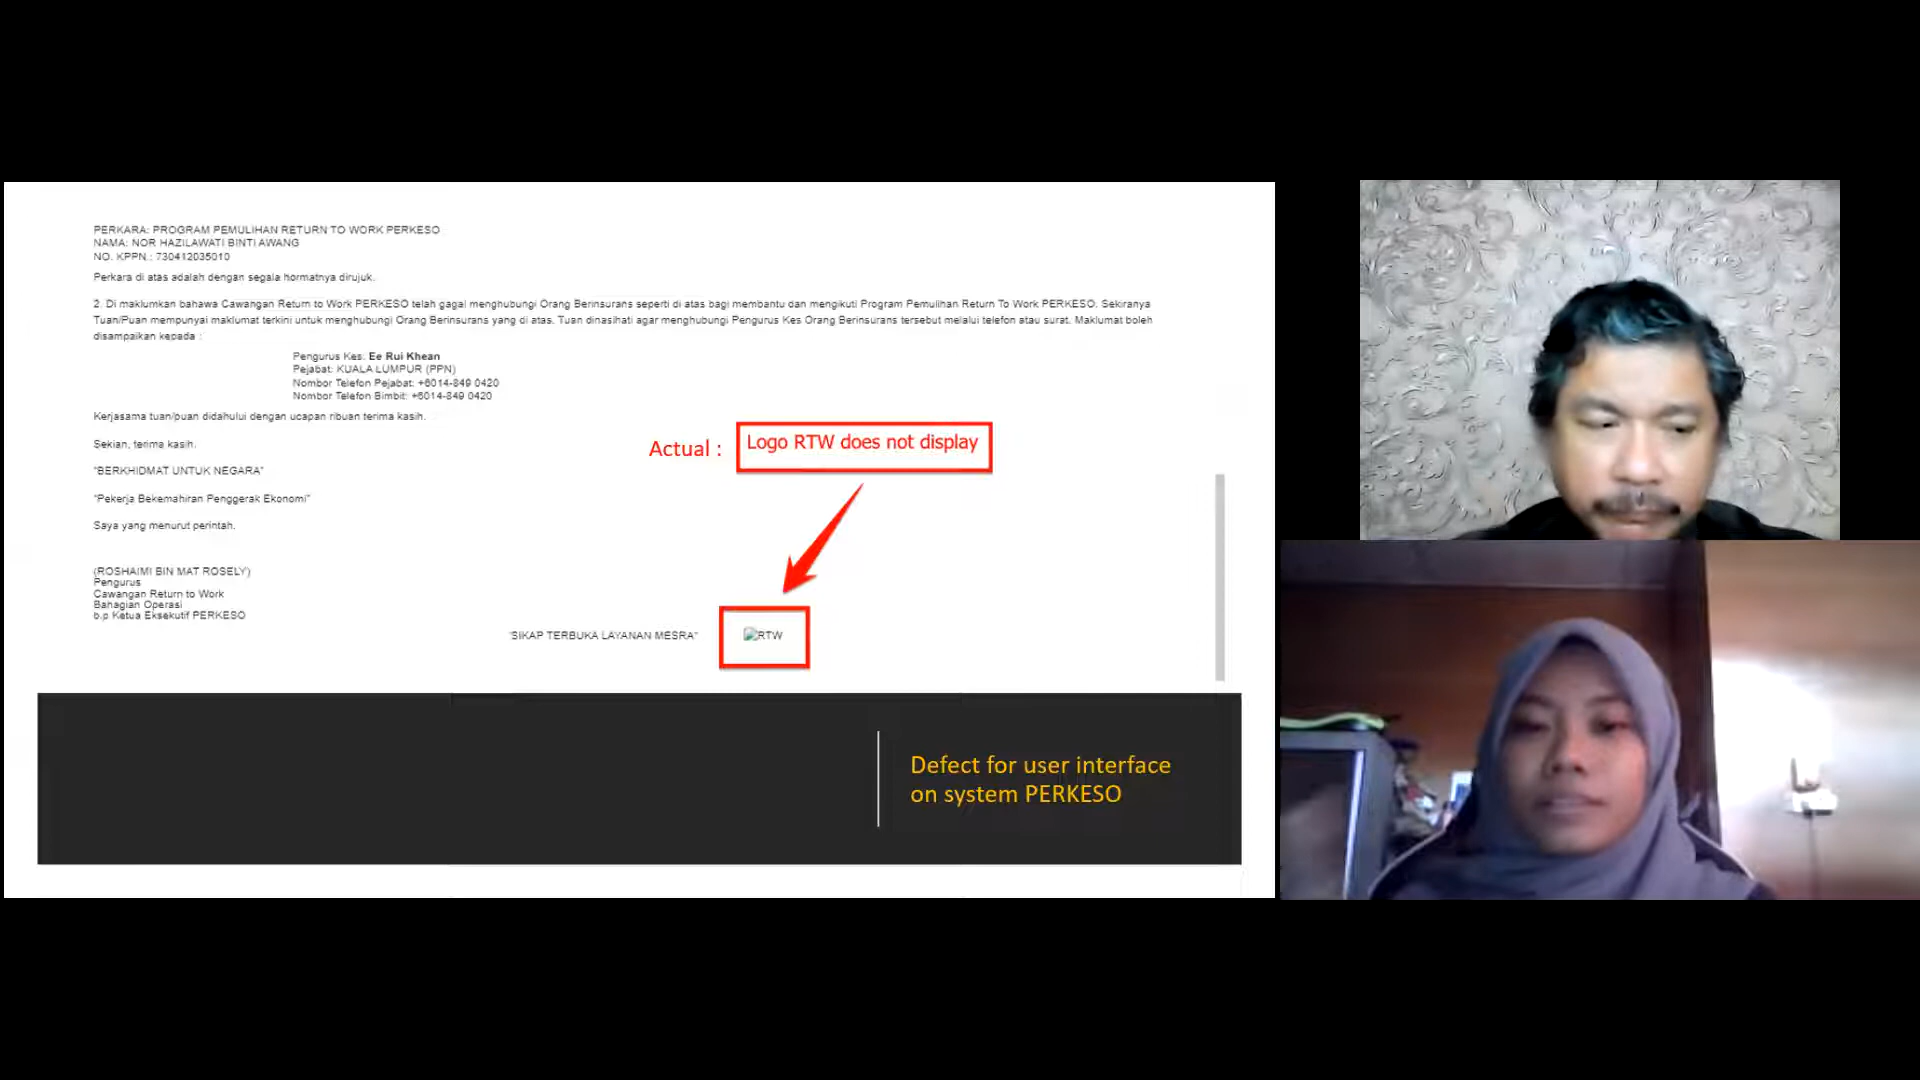 PERKARA: PROGRAM PEMULIHAN RETURN TO WORK PERKESO
NAMA: NOR HAZILAWATI BINTI AWANG
NO. KPPN.: 730412035010
Perkara di atas adalah dengan segala hormatnya dirujuk.
2. Di maklumkan bahawa Cawangan Return to Work PERKESO telah gagal menghubungi Orang Berinsurans seperti di atas bagi membantu dan mengikuti Program Pemulihan Return To Work PERKESO. Sekiranya
Tuan/Puan mempunyai maklumat terkini untuk menghubungi Orang Berinsurans yang di atas. Tuan dinasihati agar menghubungi Pengurus Kes Orang Berinsurans tersebut melalui telefon atau surat. Maklumat boleh
disampaikan kepada :
Pengurus Kes: Ee Rui Khean
Pejabat: KUALA LUMPUR (PPN)
Nombor Telefon Pejabat: +6014-849 0420
Nombor Telefon Bimbit: +6014-849 0420
Kerjasama tuan/puan didahului dengan ucapan ribuan terima kasih.
Sekian, terima kasih.
"BERKHIDMAT UNTUK NEGARA"
"Pekerja Bekemahiran Penggerak Ekonomi"
Saya yang menurut perintah.
(ROSHAIMI BIN MAT ROSELY)
Pengurus
Cawangan Return to Work
Bahagian Operasi
b.p Ketua Eksekutif PERKESO
"SIKAP TERBUKA LAYANAN MESRA"
RTW
Actual :
Logo RTW does not display
Defect for user interface
on system PERKESO